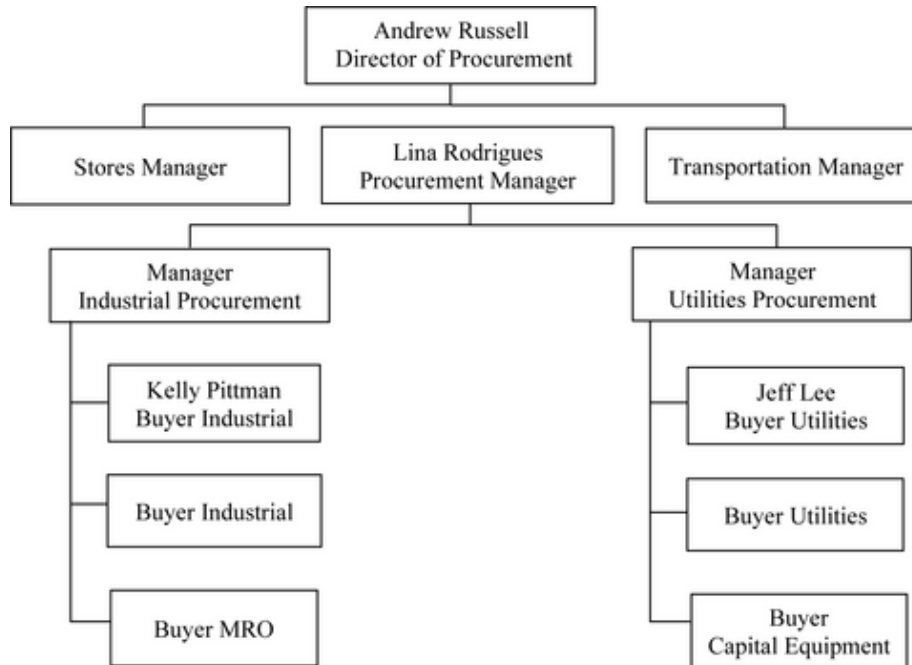 Andrew Russell
Director of Procurement
Stores Manager
Lina Rodrigues
Procurement Manager
Transportation Manager
Manager
Industrial Procurement
Manager
Utilities Procurement
Kelly Pittman
Buyer Industrial
Jeff Lee
Buyer Utilities
Buyer Industrial
Buyer Utilities
Buyer MRO
Buyer
Capital Equipment